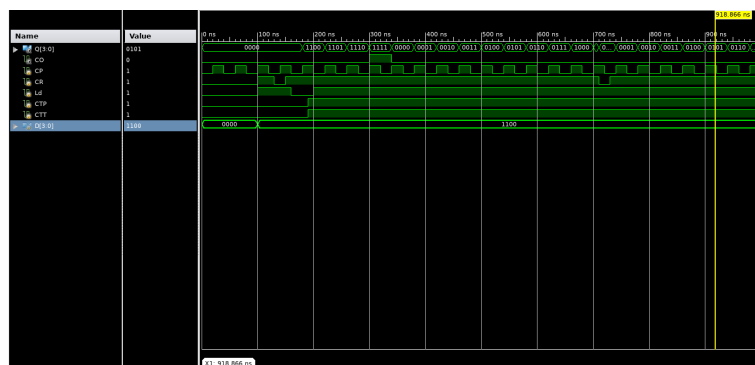 918.866 ns
Name Value
0 ns 100 ns 200 ns 300 ns 400 ns 500 ns 600 ns 700 ns 800 ns 900 ns
Q[3:0] 0101 0000 1100 1101 1110 1111 0000 0001 0010 0011 0100 0101 0110 0111 1000 0... 0001 0010 0011 0100 0101 0110
CO 0
CP 1
CR 1
Ld 1
CTP 1
CTT 1
D[3:0] 1100 0000 1100
X1: 918.866 ns